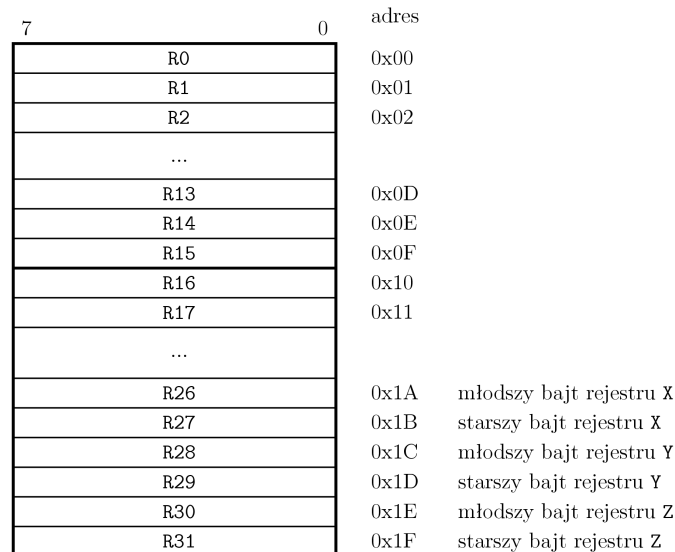 adres
7 0
R0 0x00
R1 0x01
R2 0x02
...
R13 0x0D
R14 0x0E
R15 0x0F
R16 0x10
R17 0x11
...
R26 0x1A młodszy bajt rejestru X
R27 0x1B starszy bajt rejestru X
R28 0x1C młodszy bajt rejestru Y
R29 0x1D starszy bajt rejestru Y
R30 0x1E młodszy bajt rejestru Z
R31 0x1F starszy bajt rejestru Z